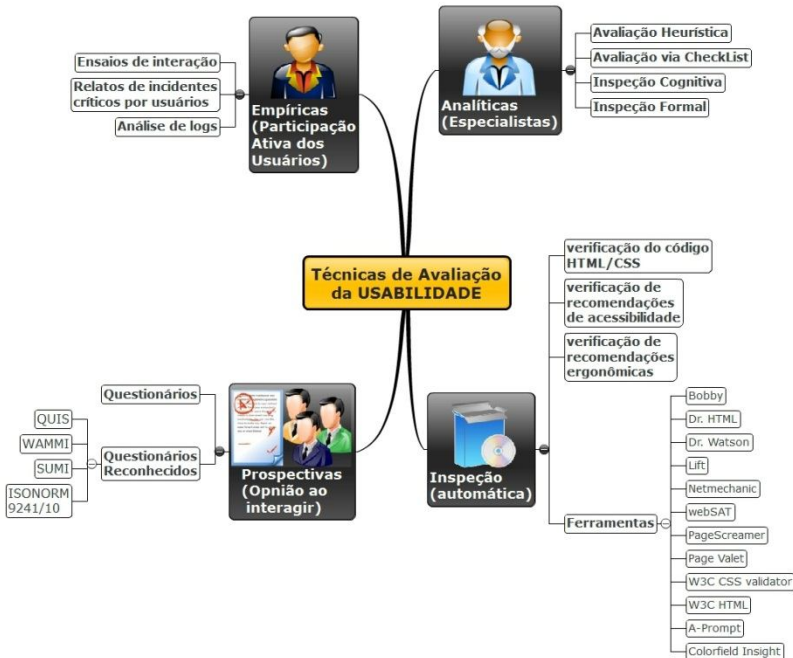 Técnicas de Avaliação
da USABILIDADE
Empíricas
(Participação
Ativa dos
Usuários)
Ensaios de interação
Relatos de incidentes
críticos por usuários
Análise de logs
Analíticas
(Especialistas)
Avaliação Heurística
Avaliação via CheckList
Inspeção Cognitiva
Inspeção Formal
Prospectivas
(Opnião ao
interagir)
Questionários
Questionários
Reconhecidos
QUIS
WAMMI
SUMI
ISONORM
9241/10
Inspeção
(automática)
verificação do código
HTML/CSS
verificação de
recomendações
de acessibilidade
verificação de
recomendações
ergonômicas
Ferramentas
Bobby
Dr. HTML
Dr. Watson
Lift
Netmechanic
webSAT
PageScreamer
Page Valet
W3C CSS validator
W3C HTML
A-Prompt
Colorfield Insight